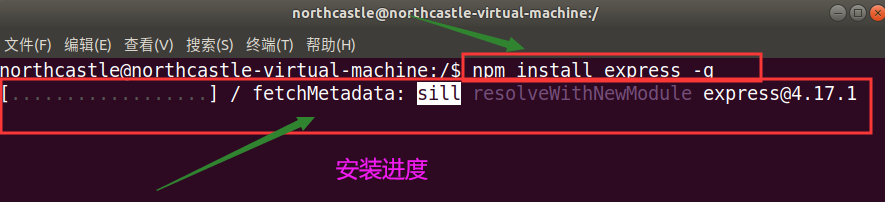 northcastle@northcastle-virtual-machine:/
文件(F) 编辑(E) 查看(V) 搜索(S) 终端(T) 帮助(H)
northcastle@northcastle-virtual-machine:/$ npm install express -g
[..................] / fetchMetadata: sill resolveWithNewModule express@4.17.1
安装进度